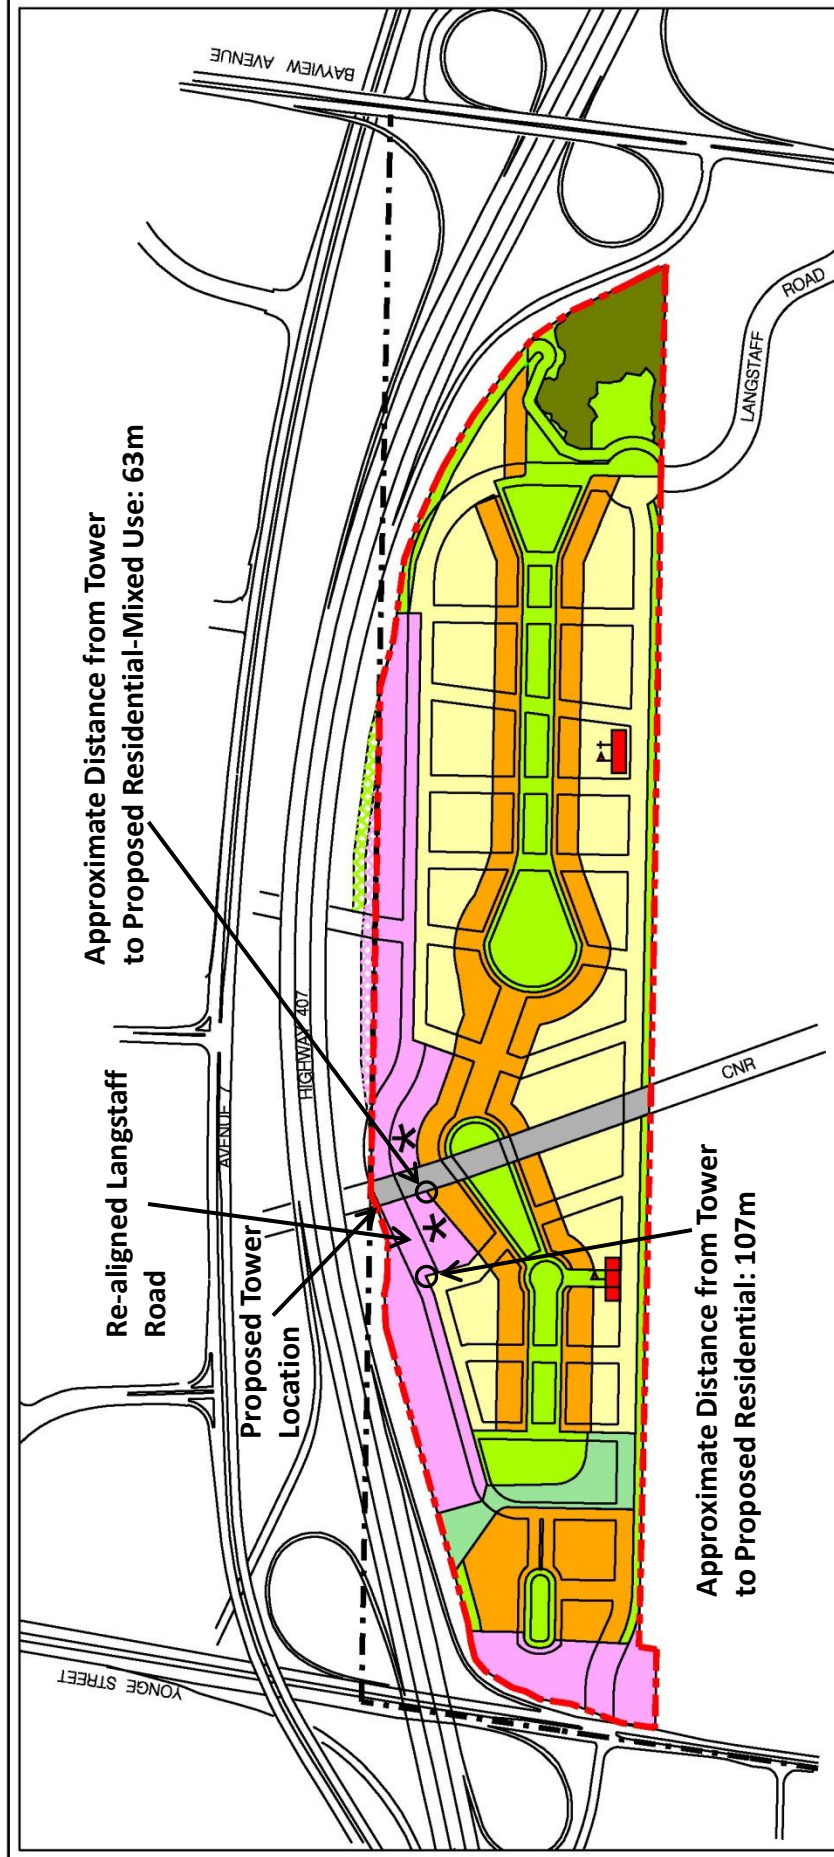 BAYVIEW AVENUE
Approximate Distance from Tower
to Proposed Residential-Mixed Use: 63m
LANGSTAFF
ROAD
HIGHWAY 407
AVENUE 7
Re-aligned Langstaff
Road
CNR
Proposed Tower
Location
Approximate Distance from Tower
to Proposed Residential: 107m
YONGE STREET